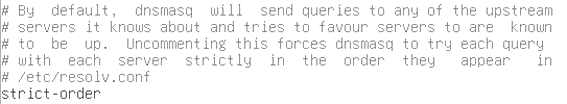 # By default, dnsmasq will send queries to any of the upstream
# servers it knows about and tries to favour servers to are known
# to be up. Uncommenting this forces dnsmasq to try each query
# with each server strictly in the order they appear in
# /etc/resolv.conf
strict-order